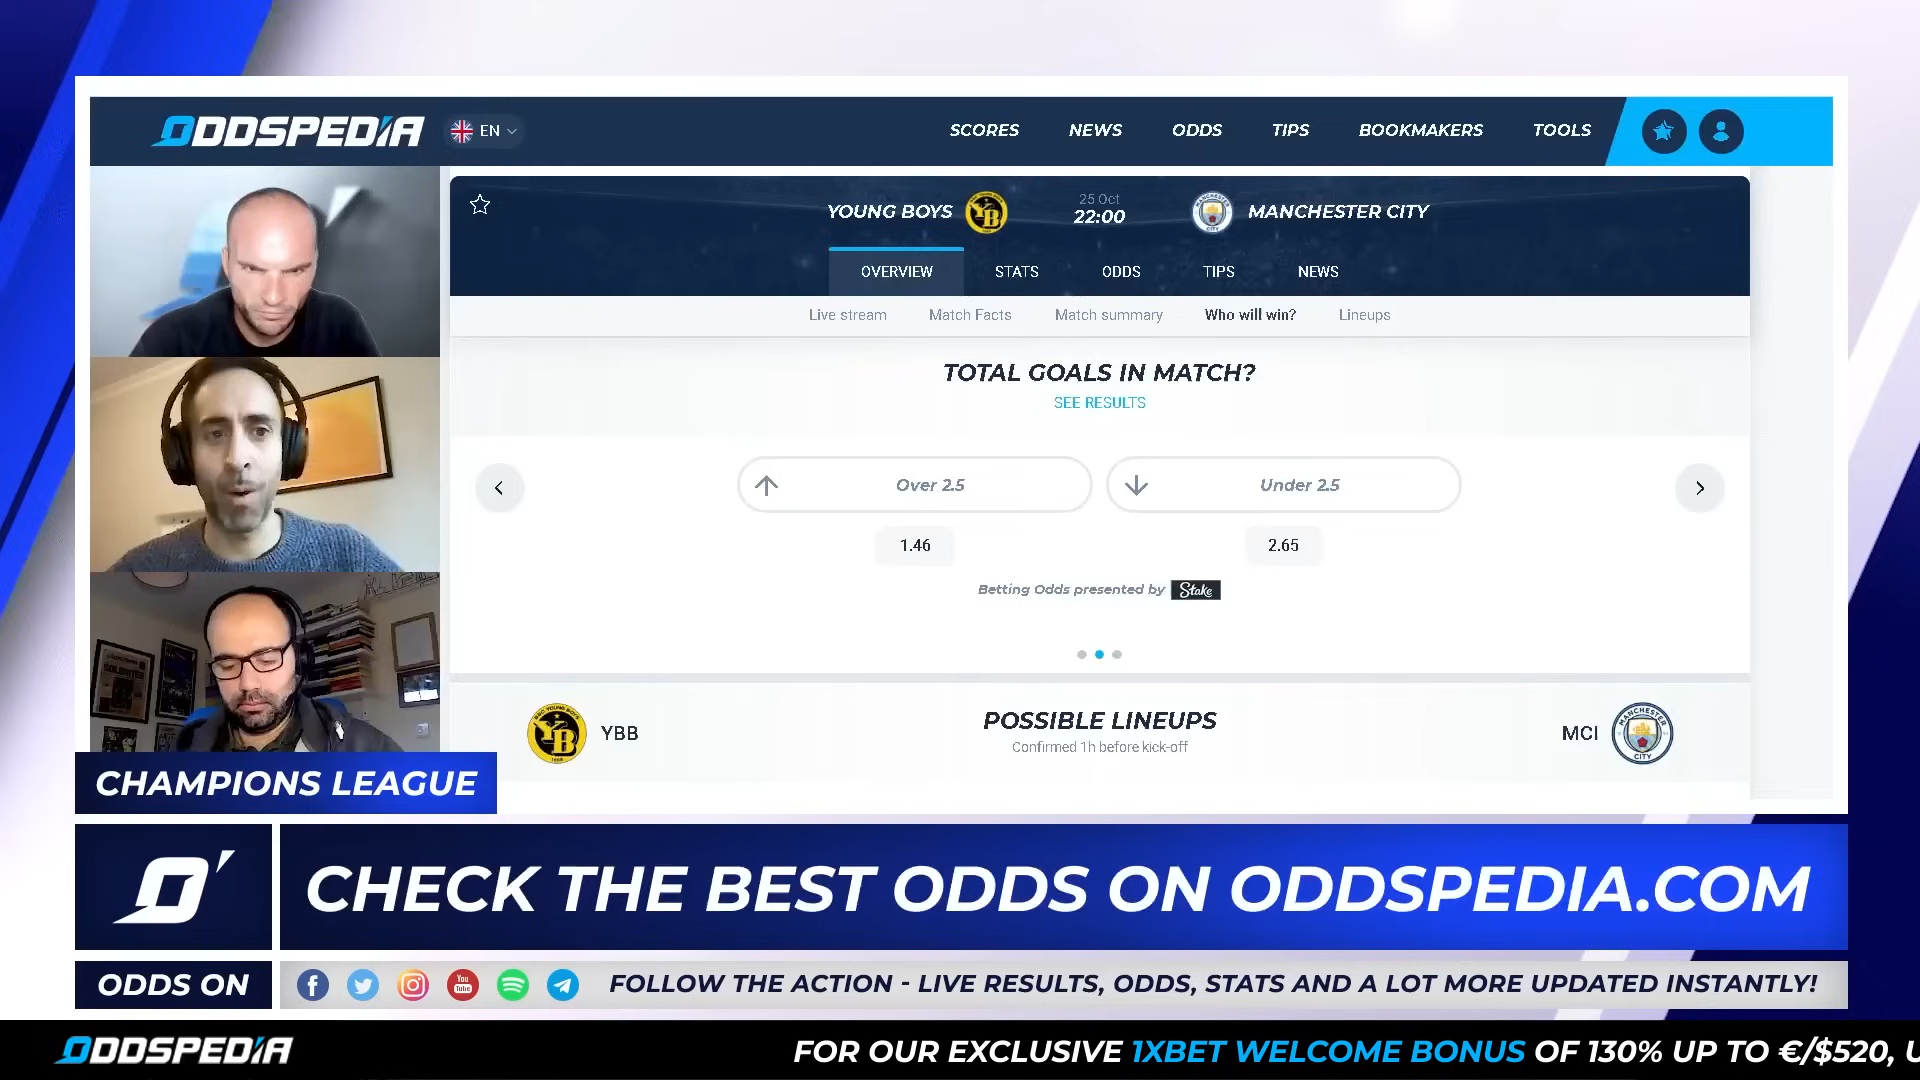 ODDSPEDIA
EN
SCORES
NEWS
ODDS
TIPS
BOOKMAKERS
TOOLS
YOUNG BOYS
25 Oct
22:00
MANCHESTER CITY
OVERVIEW
STATS
ODDS
TIPS
NEWS
Live stream
Match Facts
Match summary
Who will win?
Lineups
TOTAL GOALS IN MATCH?
SEE RESULTS
Over 2.5
Under 2.5
1.46
2.65
Betting Odds presented by Stake
YBB
POSSIBLE LINEUPS
Confirmed 1h before kick-off
MCI
CHAMPIONS LEAGUE
CHECK THE BEST ODDS ON ODDSPEDIA.COM
ODDS ON
FOLLOW THE ACTION - LIVE RESULTS, ODDS, STATS AND A LOT MORE UPDATED INSTANTLY!
ODDSPEDIA
FOR OUR EXCLUSIVE 1XBET WELCOME BONUS OF 130% UP TO €/$520, U